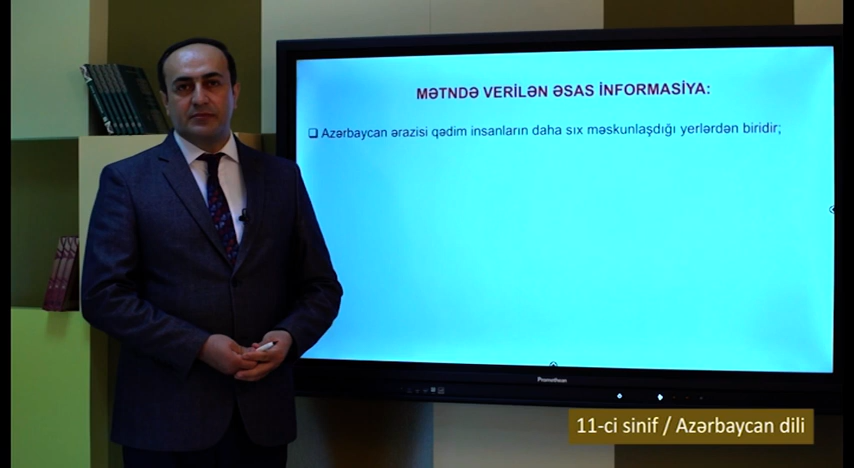 MƏTNDƏ VERİLƏN ƏSAS İNFORMASİYA:
Azərbaycan ərazisi qədim insanların daha sıx məskunlaşdığı yerlərdən biridir;
Promethean
11-ci sinif / Azərbaycan dili